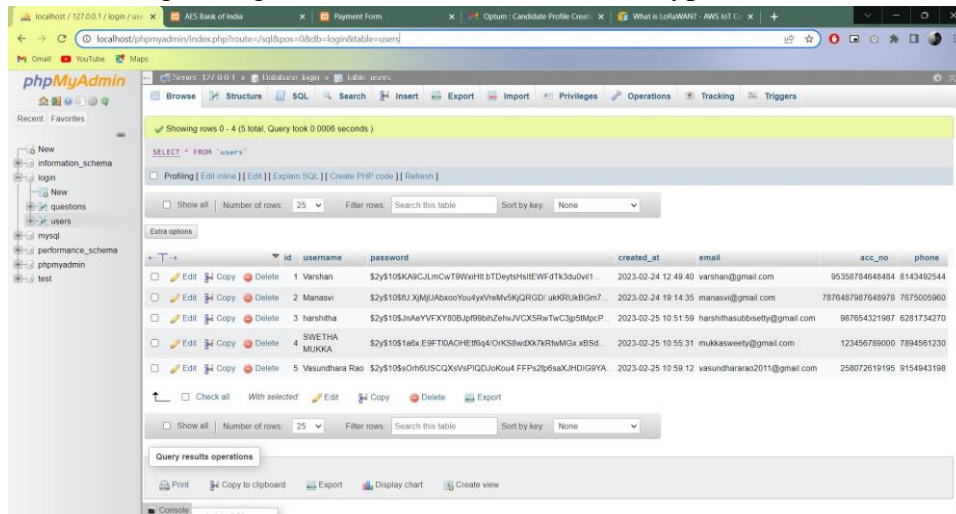 localhost / 127.0.0.1 / login / use
AES Bank of India
Payment Form
Optum : Candidate Profile Creati
What is LoRaWAN? - AWS IoT Co
localhost/phpmyadmin/index.php?route=/sql&pos=0&db=login&table=users
Gmail YouTube Maps
phpMyAdmin
Recent Favorites
New
information_schema
login
New
questions
users
mysql
performance_schema
phpmyadmin
test
Server: 127.0.0.1 » Database: login » Table: users
Browse Structure SQL Search Insert Export Import Privileges Operations Tracking Triggers
Showing rows 0 - 4 (5 total, Query took 0.0006 seconds.)
SELECT * FROM `users`
Profiling [ Edit inline ] [ Edit ] [ Explain SQL ] [ Create PHP code ] [ Refresh ]
Show all | Number of rows: 25 Filter rows: Search this table Sort by key: None
Extra options
id username password created_at email acc_no phone
Edit Copy Delete 1 Varshan 2023-02-24 12:49:40 varshan@gmail.com 95358784648484 8143492544
Edit Copy Delete 2 Manasvi 2023-02-24 19:14:35 manasvi@gmail.com 7876487987648978 7675005960
Edit Copy Delete 3 harshitha 2023-02-25 10:51:59 harshithasubbisetty@gmail.com 987654321987 6281734270
Edit Copy Delete 4 SWETHA MUKKA 2023-02-25 10:55:31 mukkasweety@gmail.com 123456789000 7894561230
Edit Copy Delete 5 Vasundhara Rao 2023-02-25 10:59:12 vasundhararao2011@gmail.com 258072619195 9154943198
Check all With selected: Edit Copy Delete Export
Show all | Number of rows: 25 Filter rows: Search this table Sort by key: None
Query results operations
Print Copy to clipboard Export Display chart Create view
Console